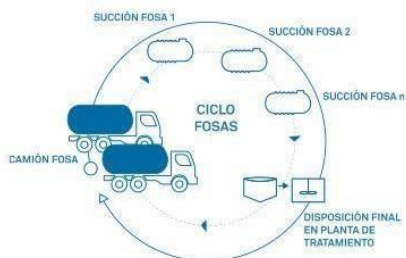 SUCCIÓN FOSA 1
SUCCIÓN FOSA 2
SUCCIÓN FOSA n
CICLO
FOSAS
CAMIÓN FOSA
DISPOSICIÓN FINAL
EN PLANTA DE
TRATAMIENTO